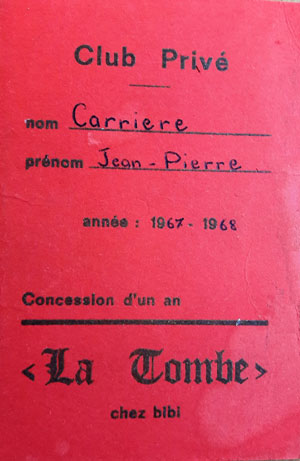 Club Privé
nom Carriere
prénom Jean-Pierre
année : 1967 - 1968
Concession d'un an
< La Tombe >
chez bibi